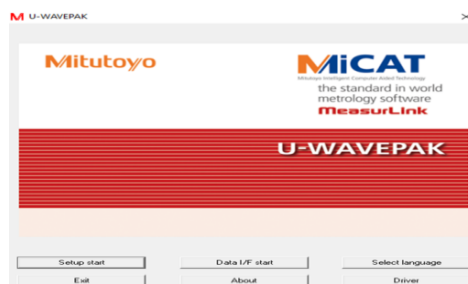 U-WAVEPAK
Mitutoyo
MiCAT
Mitutoyo Intelligent Computer Aided Technology
the standard in world
metrology software
MeasurLink
U-WAVEPAK
Setup start
Data I/F start
Select language
Exit
About
Driver